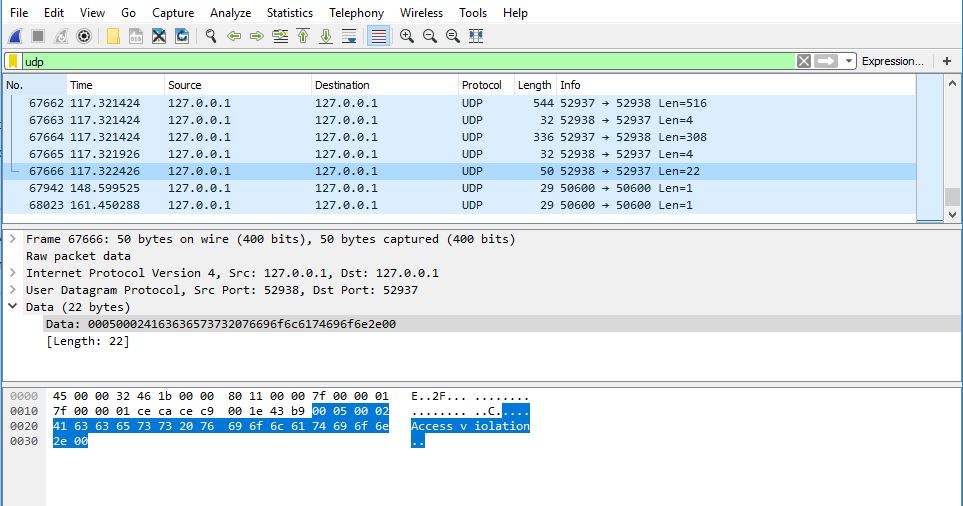 File Edit View Go Capture Analyze Statistics Telephony Wireless Tools Help
udp Expression... +
No. Time Source Destination Protocol Length Info
67662 117.321424 127.0.0.1 127.0.0.1 UDP 544 52937 → 52938 Len=516
67663 117.321424 127.0.0.1 127.0.0.1 UDP 32 52938 → 52937 Len=4
67664 117.321424 127.0.0.1 127.0.0.1 UDP 336 52937 → 52938 Len=308
67665 117.321926 127.0.0.1 127.0.0.1 UDP 32 52938 → 52937 Len=4
67666 117.322426 127.0.0.1 127.0.0.1 UDP 50 52938 → 52937 Len=22
67942 148.599525 127.0.0.1 127.0.0.1 UDP 29 50600 → 50600 Len=1
68023 161.450288 127.0.0.1 127.0.0.1 UDP 29 50600 → 50600 Len=1
Frame 67666: 50 bytes on wire (400 bits), 50 bytes captured (400 bits)
Raw packet data
Internet Protocol Version 4, Src: 127.0.0.1, Dst: 127.0.0.1
User Datagram Protocol, Src Port: 52938, Dst Port: 52937
Data (22 bytes)
Data: 000500024163636573732076696f6c6174696f6e2e00
[Length: 22]
0000 45 00 00 32 46 1b 00 00 80 11 00 00 7f 00 00 01 E..2F... ........
0010 7f 00 00 01 ce ca ce c9 00 1e 43 b9 00 05 00 02 ........ ..C.....
0020 41 63 63 65 73 73 20 76 69 6f 6c 61 74 69 6f 6e Access v iolation
0030 2e 00 ..